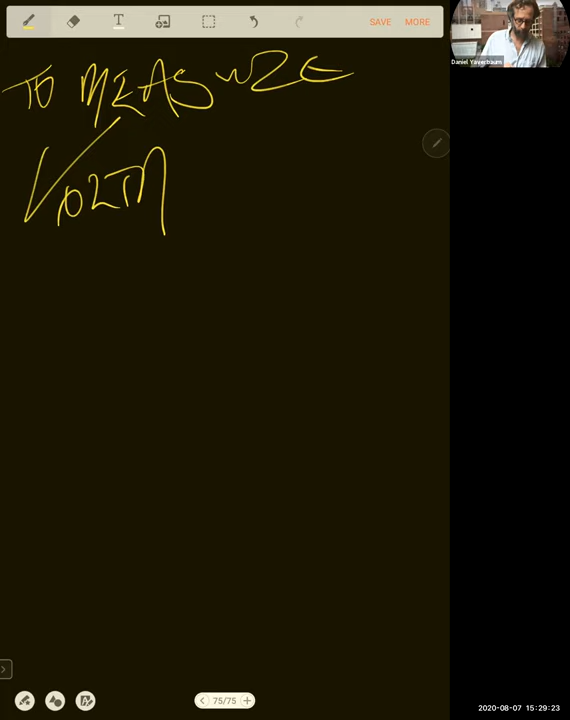 T
SAVE
MORE
TO MEASURE
VOLTM
Daniel Yaverbaum
75/75
2020-08-07 15:29:23